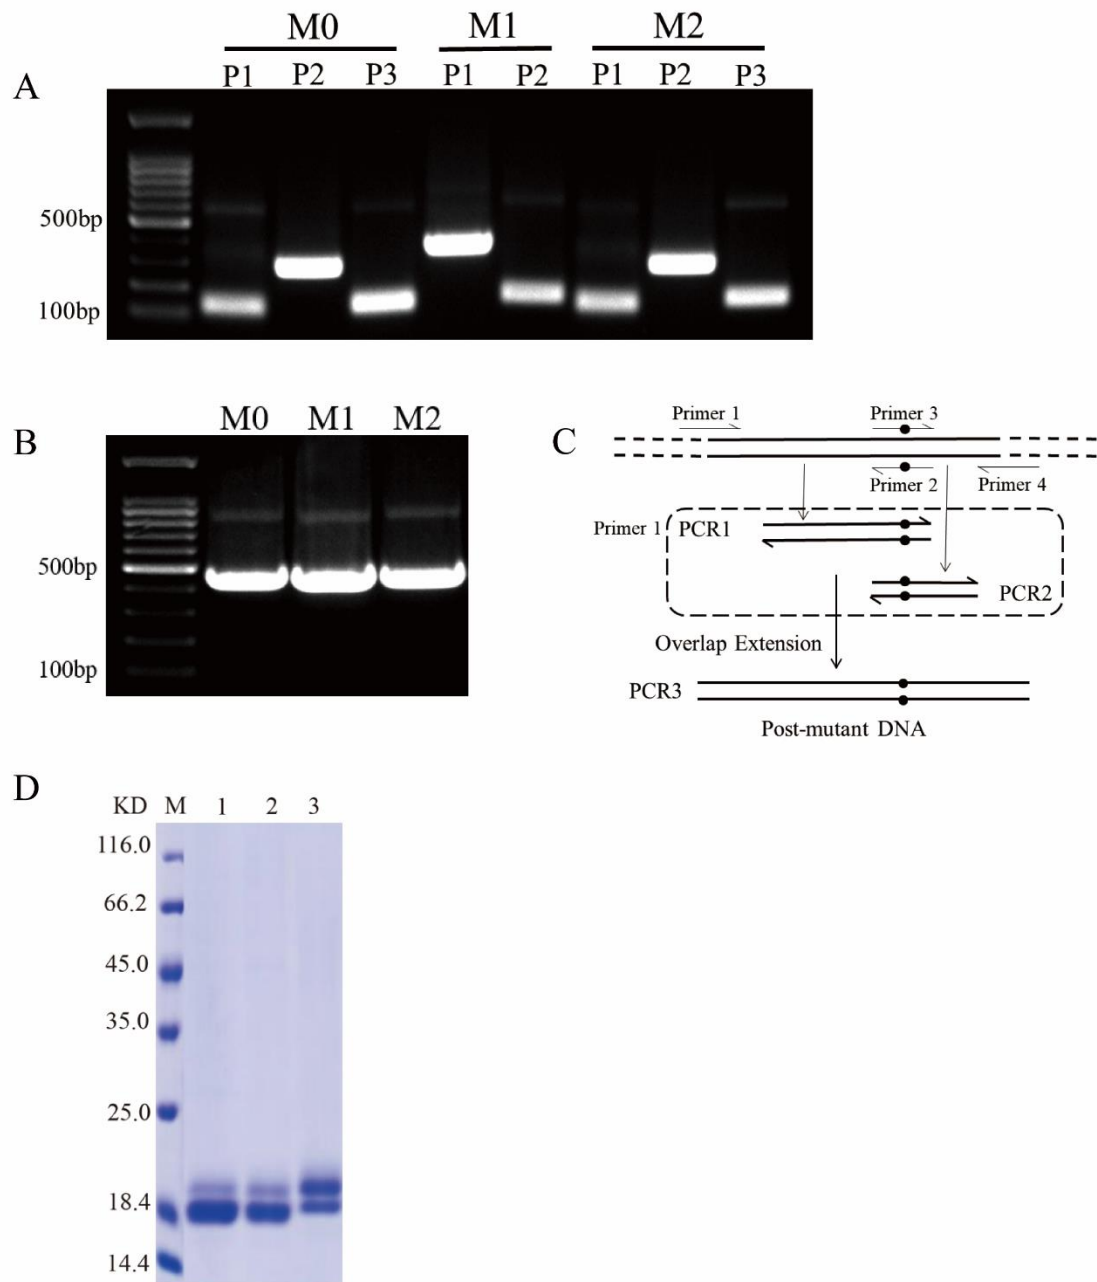 M0 M1 M2
A P1 P2 P3 P1 P2 P1 P2 P3
500bp
100bp
B M0 M1 M2
500bp
100bp
C Primer 1 Primer 3
Primer 2 Primer 4
Primer 1 PCR1
PCR2
Overlap Extension
PCR3
Post-mutant DNA
D
KD M 1 2 3
116.0
66.2
45.0
35.0
25.0
18.4
14.4